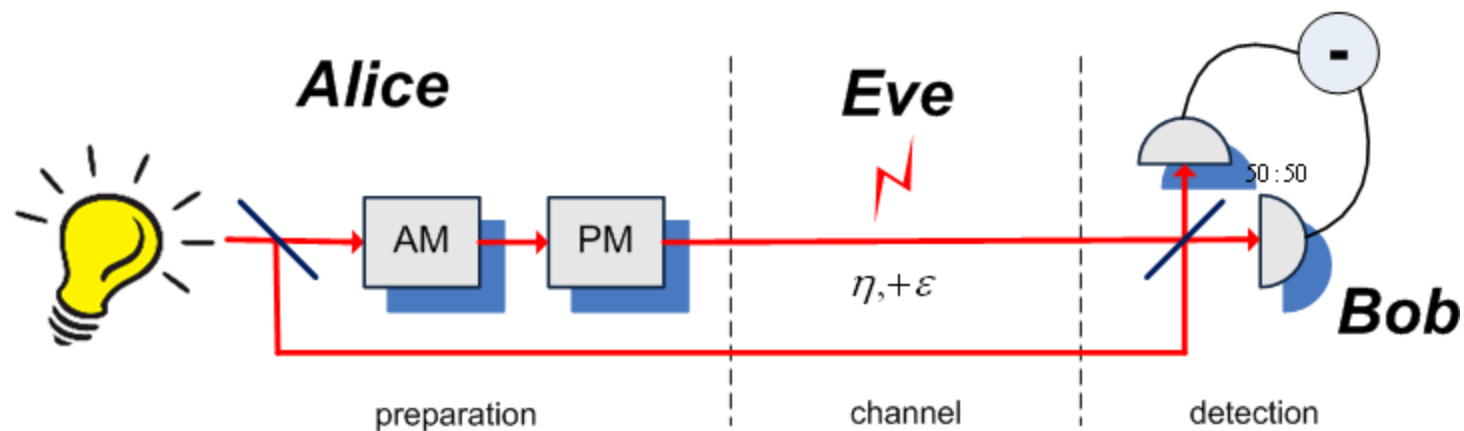 Alice
Eve
-
50:50
AM
PM
η,+ε
Bob
preparation
channel
detection